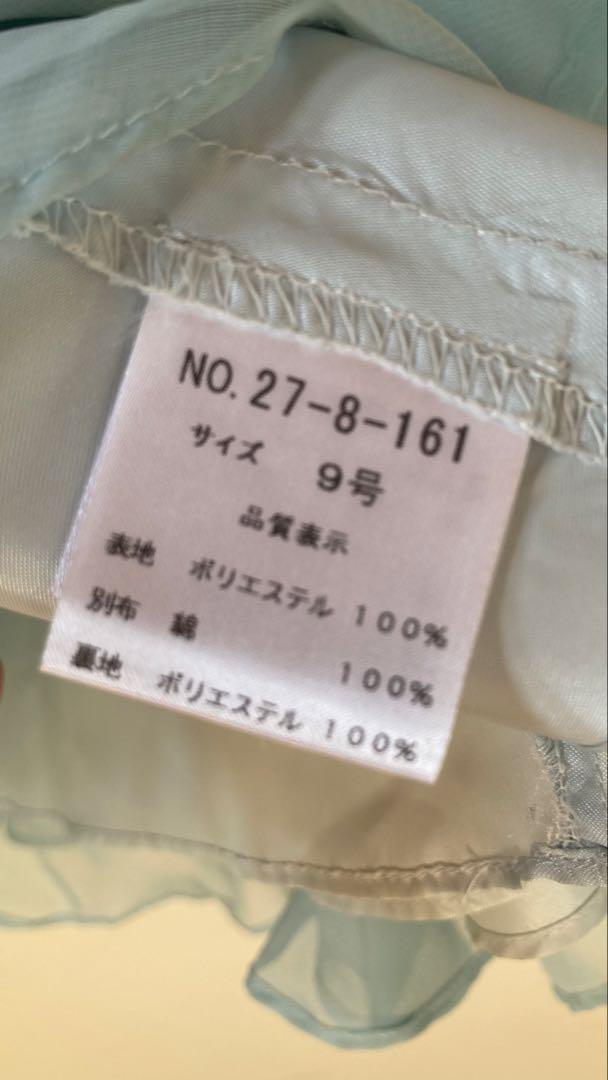 NO. 27-8-161
サイズ 9号
品質表示
表地 ポリエステル 100%
別布 綿 100%
裏地 ポリエステル 100%